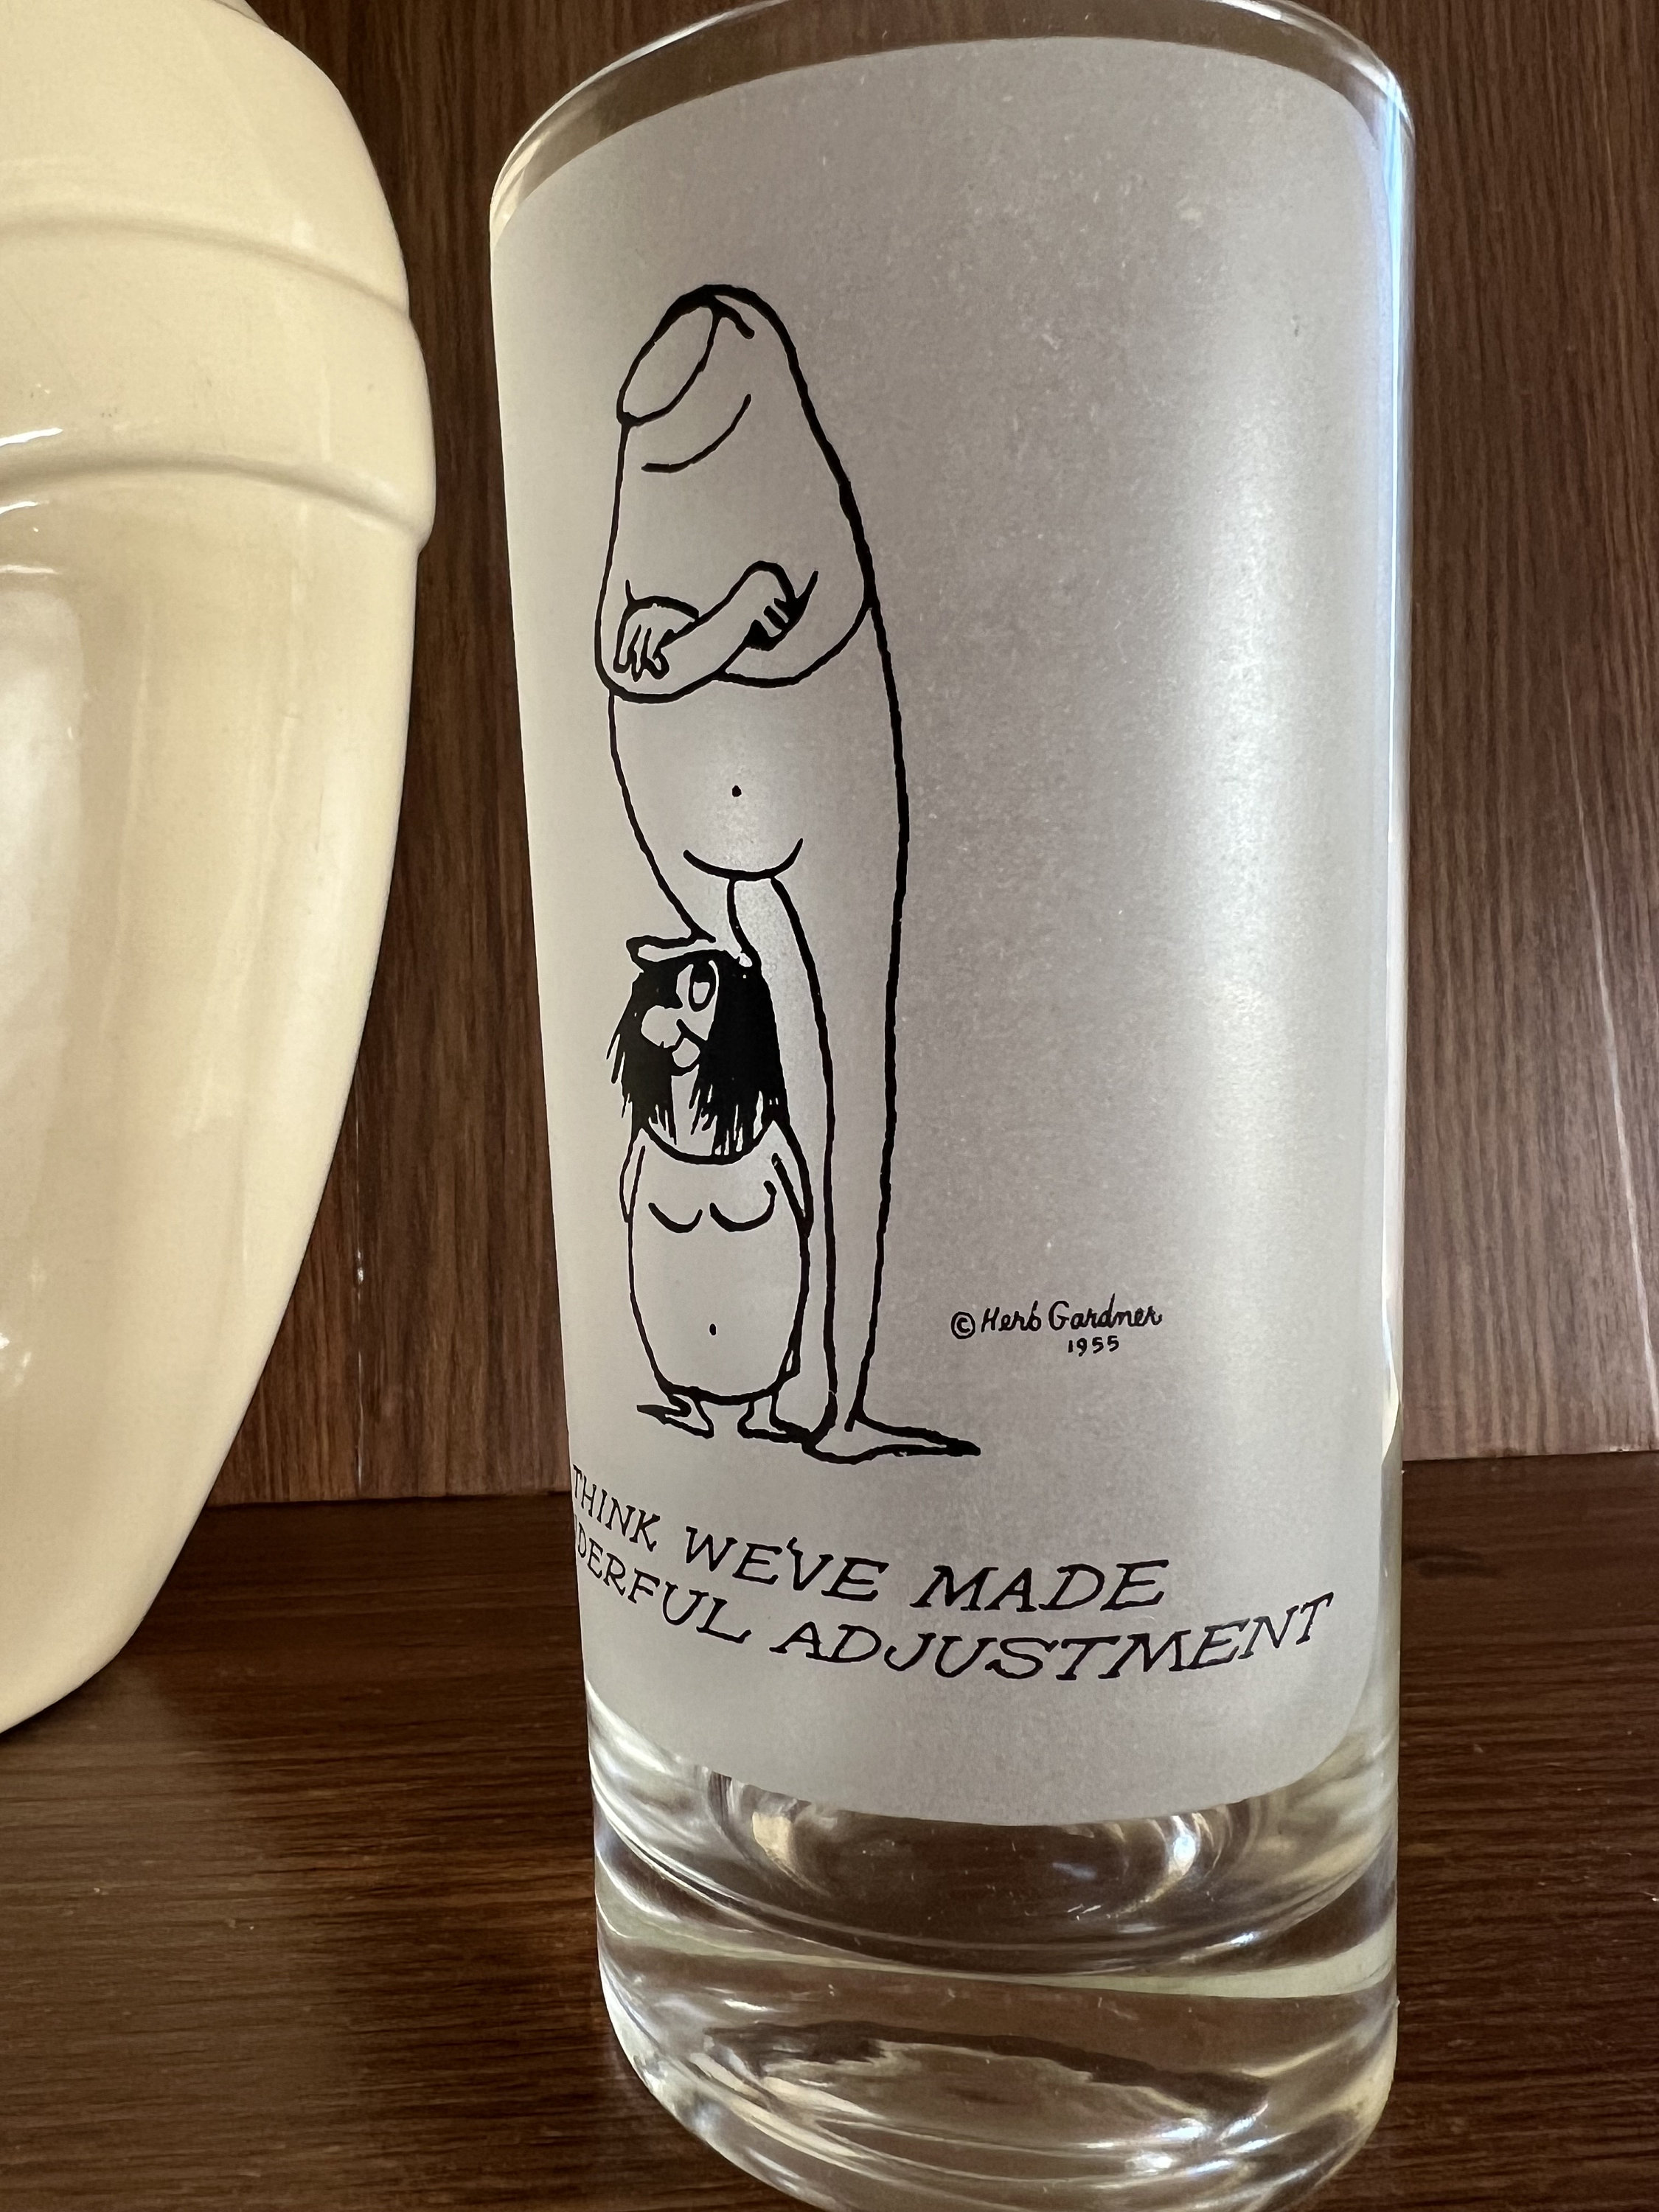 © Herb Gardner
1955
THINK WE'VE MADE
DERFUL ADJUSTMENT